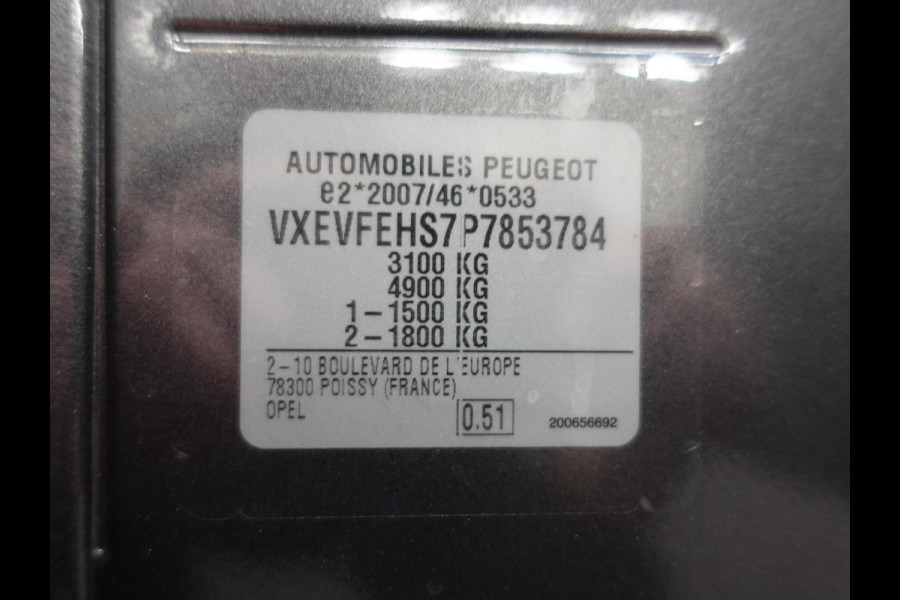 AUTOMOBILES PEUGEOT
e2*2007/46*0533
VXEVFEHS7P7853784
3100 KG
4900 KG
1-1500 KG
2-1800 KG
2-10 BOULEVARD DE L'EUROPE
78300 POISSY (FRANCE)
OPEL
0.51
200656692